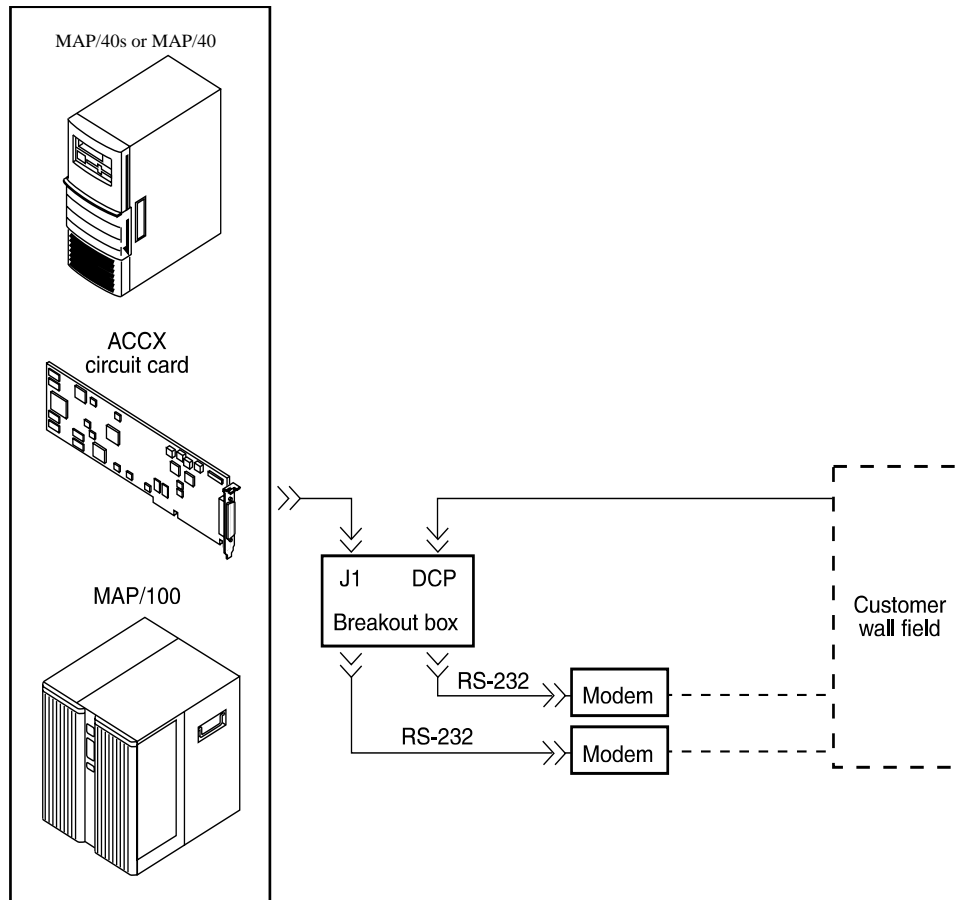 MAP/40s or MAP/40
ACCX
circuit card
MAP/100
J1 DCP
Breakout box
RS-232
Modem
RS-232
Modem
Customer
wall field